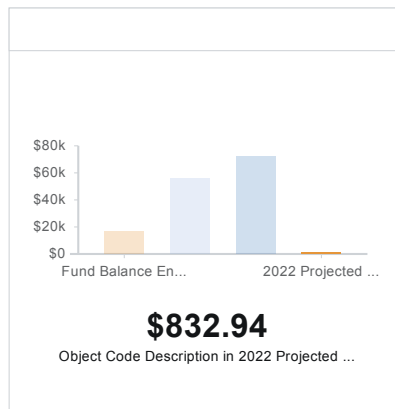 $80k
$60k
$40k
$20k
$0
Fund Balance En... 2022 Projected ...
$832.94
Object Code Description in 2022 Projected ...